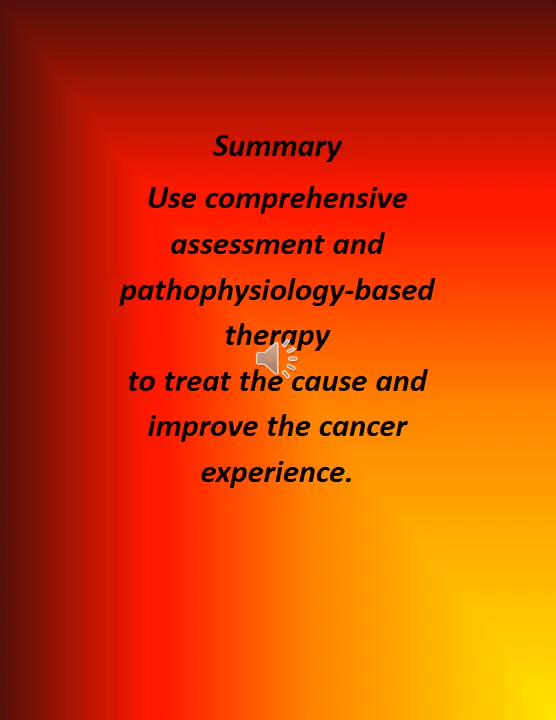 Summary
Use comprehensive
assessment and
pathophysiology-based
therapy
to treat the cause and
improve the cancer
experience.